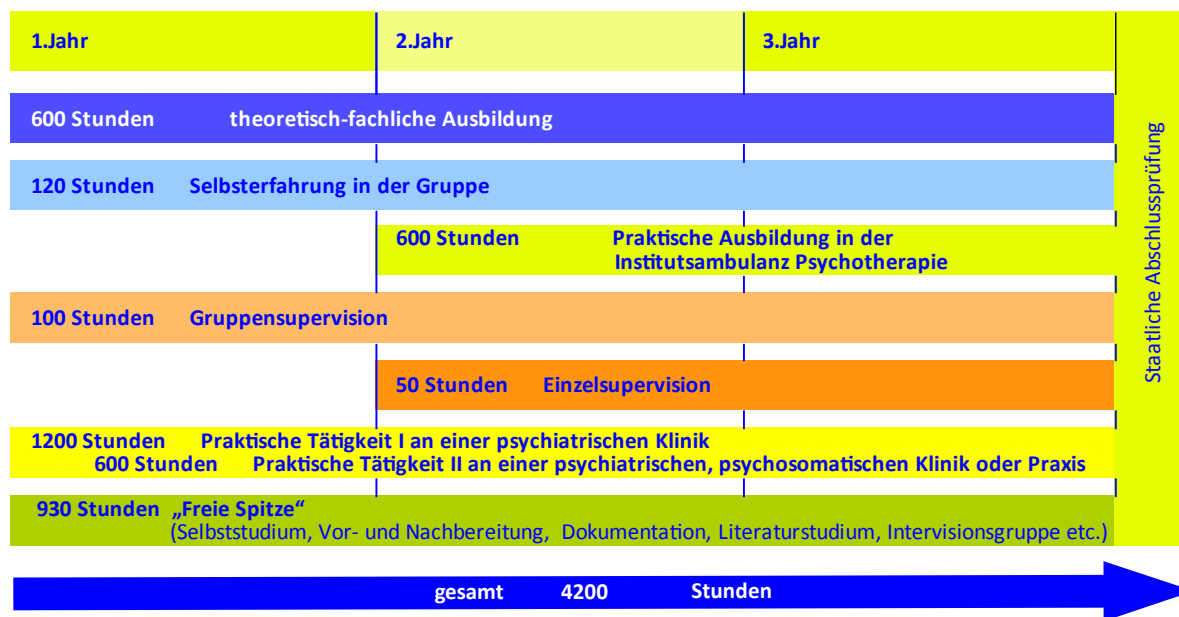 1.Jahr 2.Jahr 3.Jahr
600 Stunden theoretisch-fachliche Ausbildung
120 Stunden Selbsterfahrung in der Gruppe
600 Stunden Praktische Ausbildung in der
Institutsambulanz Psychotherapie
100 Stunden Gruppensupervision
50 Stunden Einzelsupervision
1200 Stunden Praktische Tätigkeit I an einer psychiatrischen Klinik
600 Stunden Praktische Tätigkeit II an einer psychiatrischen, psychosomatischen Klinik oder Praxis
930 Stunden „Freie Spitze“
(Selbststudium, Vor- und Nachbereitung, Dokumentation, Literaturstudium, Intervisionsgruppe etc.)
Staatliche Abschlussprüfung
gesamt 4200 Stunden